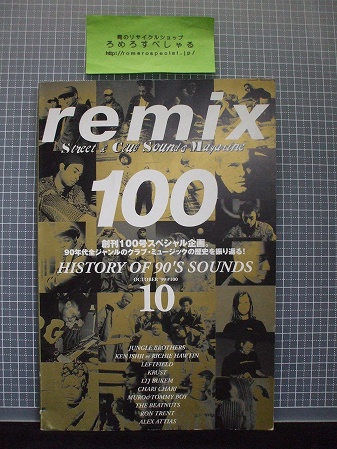 俺のリサイクルショップ
ろめろすぺしゃる
http://romerospecial.jp/
remix
Street & Club Sounds Magazine
100
創刊100号スペシャル企画。
90年代全ジャンルのクラブ・ミュージックの歴史を振り返る!
HISTORY OF 90'S SOUNDS
OCTOBER '99 #100
10
JUNGLE BROTHERS
KEN ISHII vs RICHIE HAWTIN
LEFTFIELD
KRUST
LTJ BUKEM
CHARI CHARI
MURO & TOMMY BOY
THE BEATNUTS
RON TRENT
ALEX ATTIAS